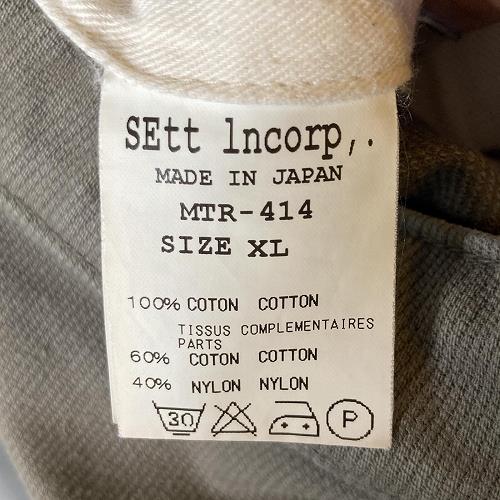 SEtt lncorp,.
MADE IN JAPAN
MTR-414
SIZE XL
100% COTON COTTON
TISSUS COMPLEMENTAIRES
PARTS
60% COTON COTTON
40% NYLON NYLON
30 P